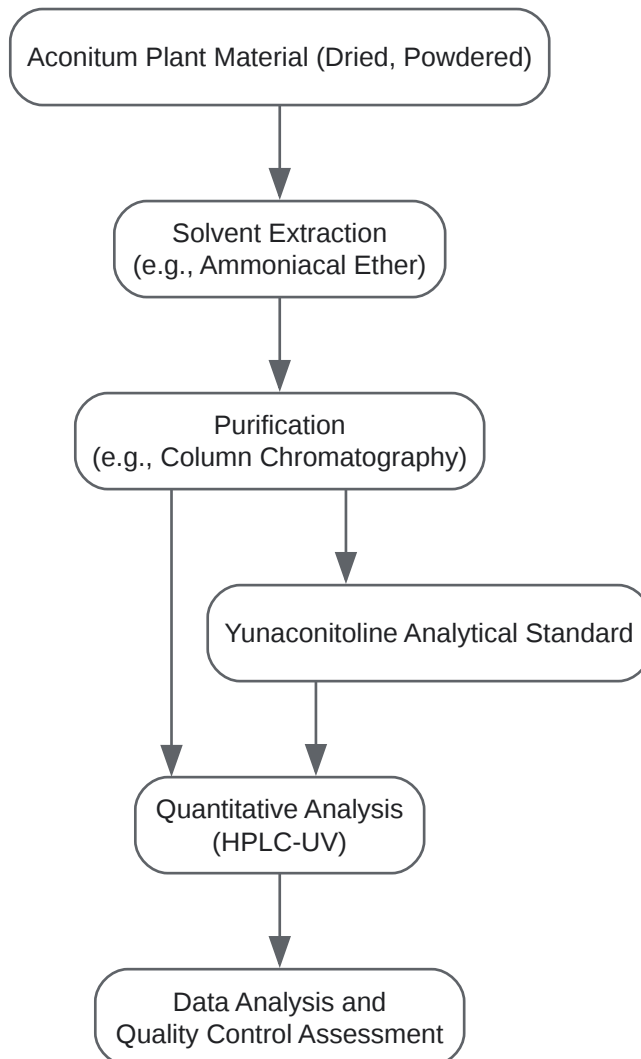 Aconitum Plant Material (Dried, Powdered)
Solvent Extraction
(e.g., Ammoniacal Ether)
Purification
(e.g., Column Chromatography)
Yunaconitoline Analytical Standard
Quantitative Analysis
(HPLC-UV)
Data Analysis and
Quality Control Assessment